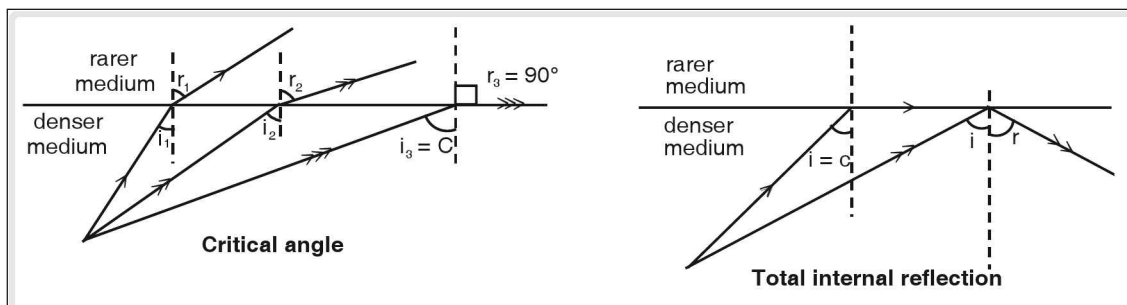 rarer
medium
denser
medium
r₁
r₂
r₃ = 90°
i₁
i₂
i₃ = C
Critical angle
rarer
medium
denser
medium
i = c
i
r
Total internal reflection